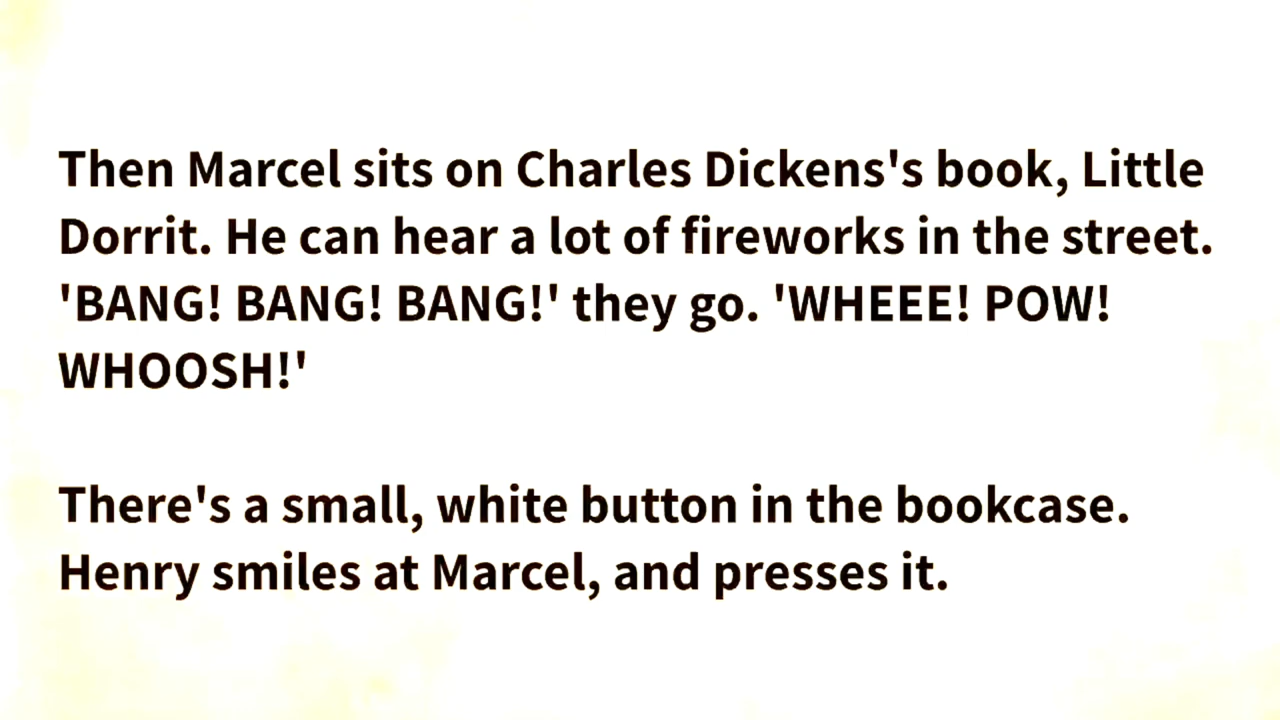 Then Marcel sits on Charles Dickens's book, Little
Dorrit. He can hear a lot of fireworks in the street.
'BANG! BANG! BANG!' they go. 'WHEEE! POW!
WHOOSH!'
There's a small, white button in the bookcase.
Henry smiles at Marcel, and presses it.